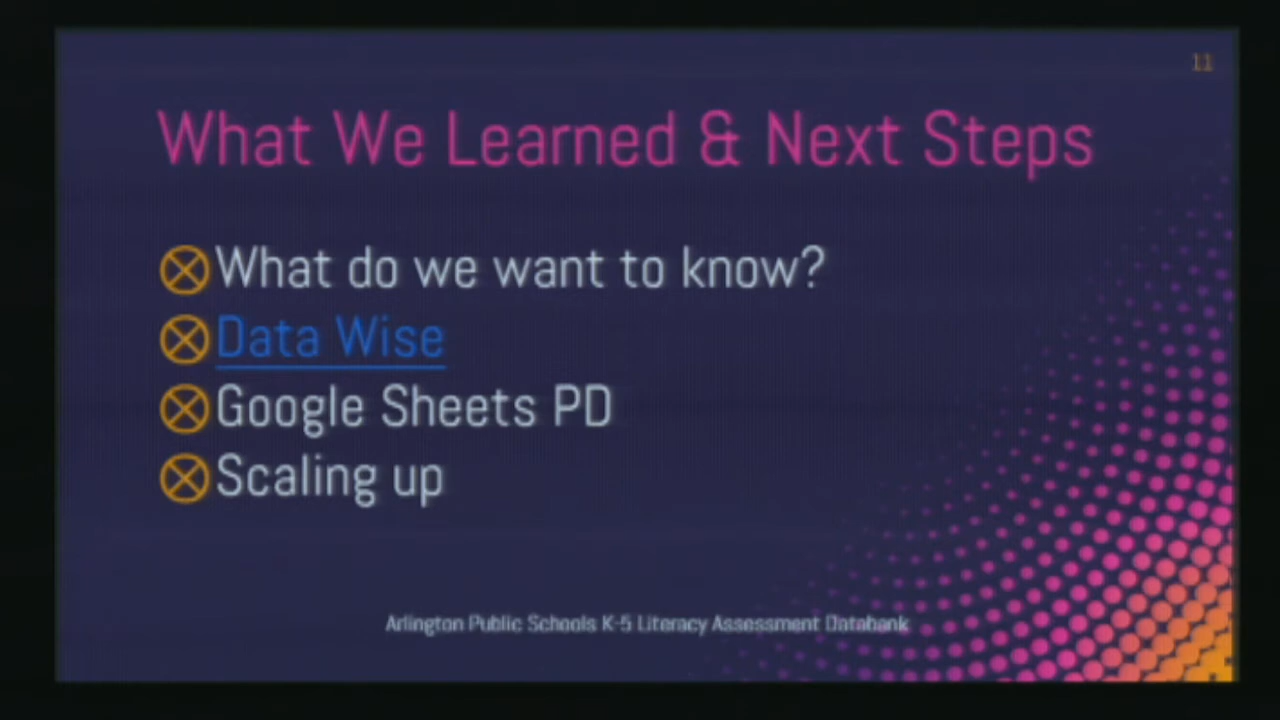 11
What We Learned & Next Steps
What do we want to know?
Data Wise
Google Sheets PD
Scaling up
Arlington Public Schools K-5 Literacy Assessment Databank